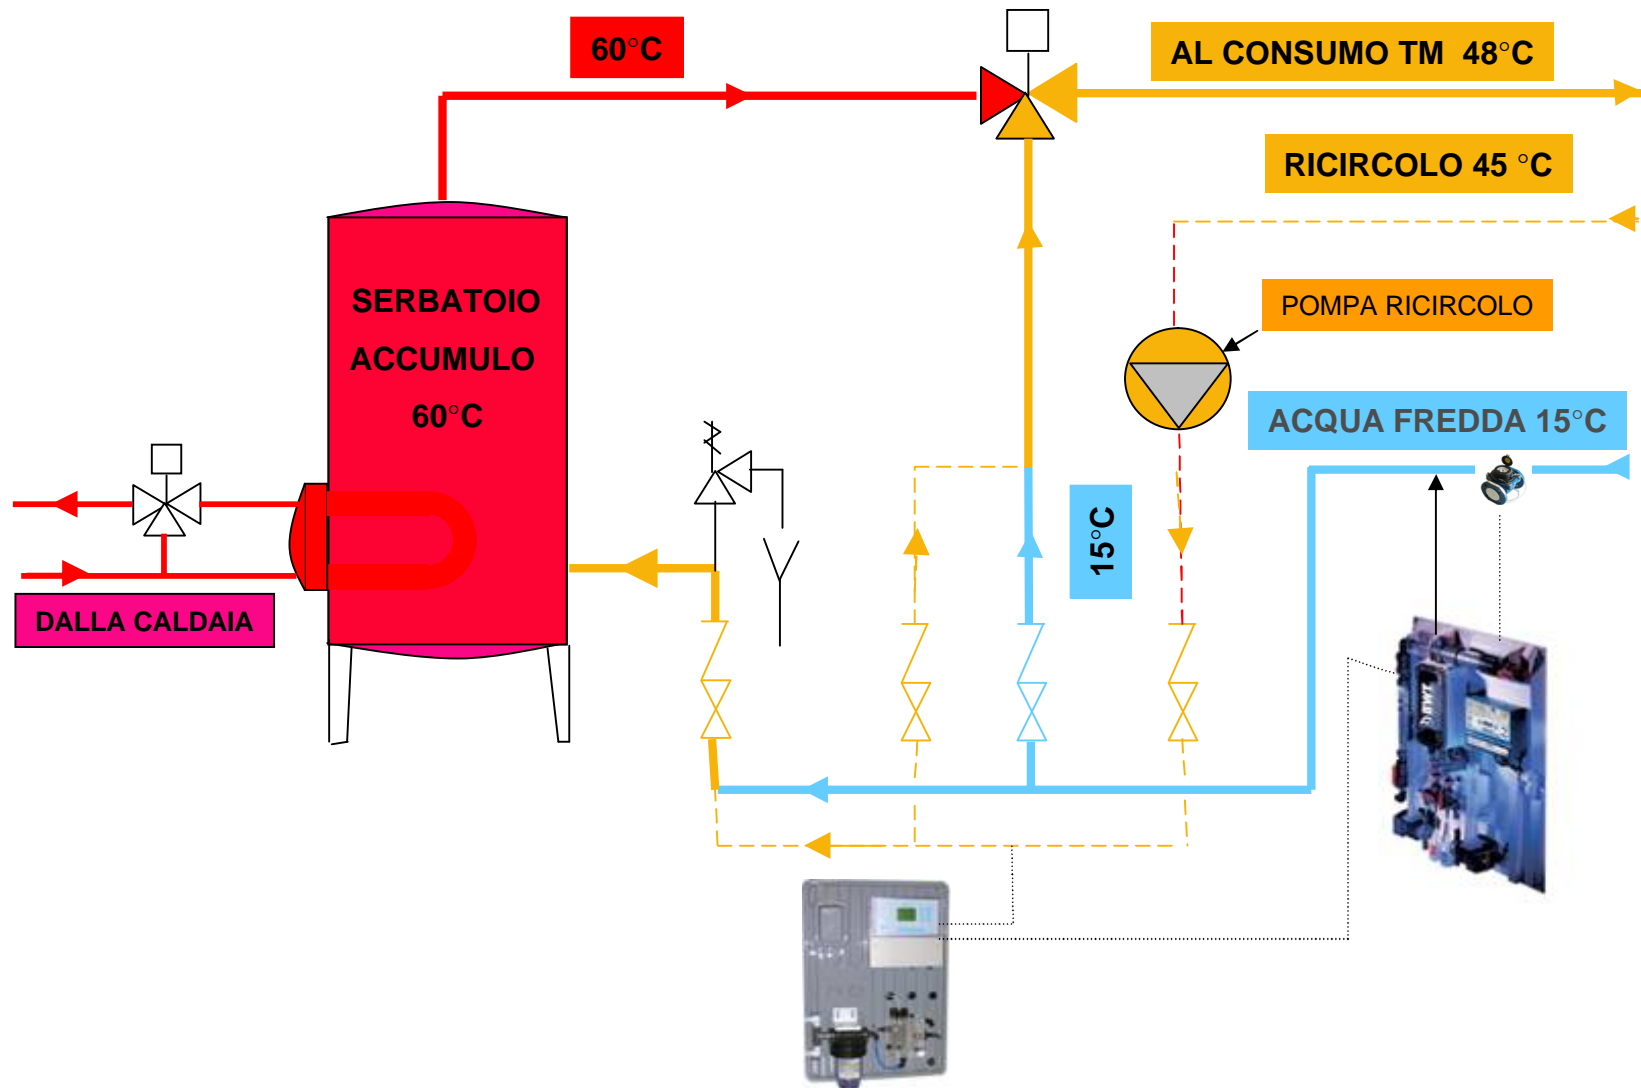 60°C
AL CONSUMO TM 48°C
RICIRCOLO 45 °C
POMPA RICIRCOLO
SERBATOIO
ACCUMULO
60°C
ACQUA FREDDA 15°C
15°C
DALLA CALDAIA